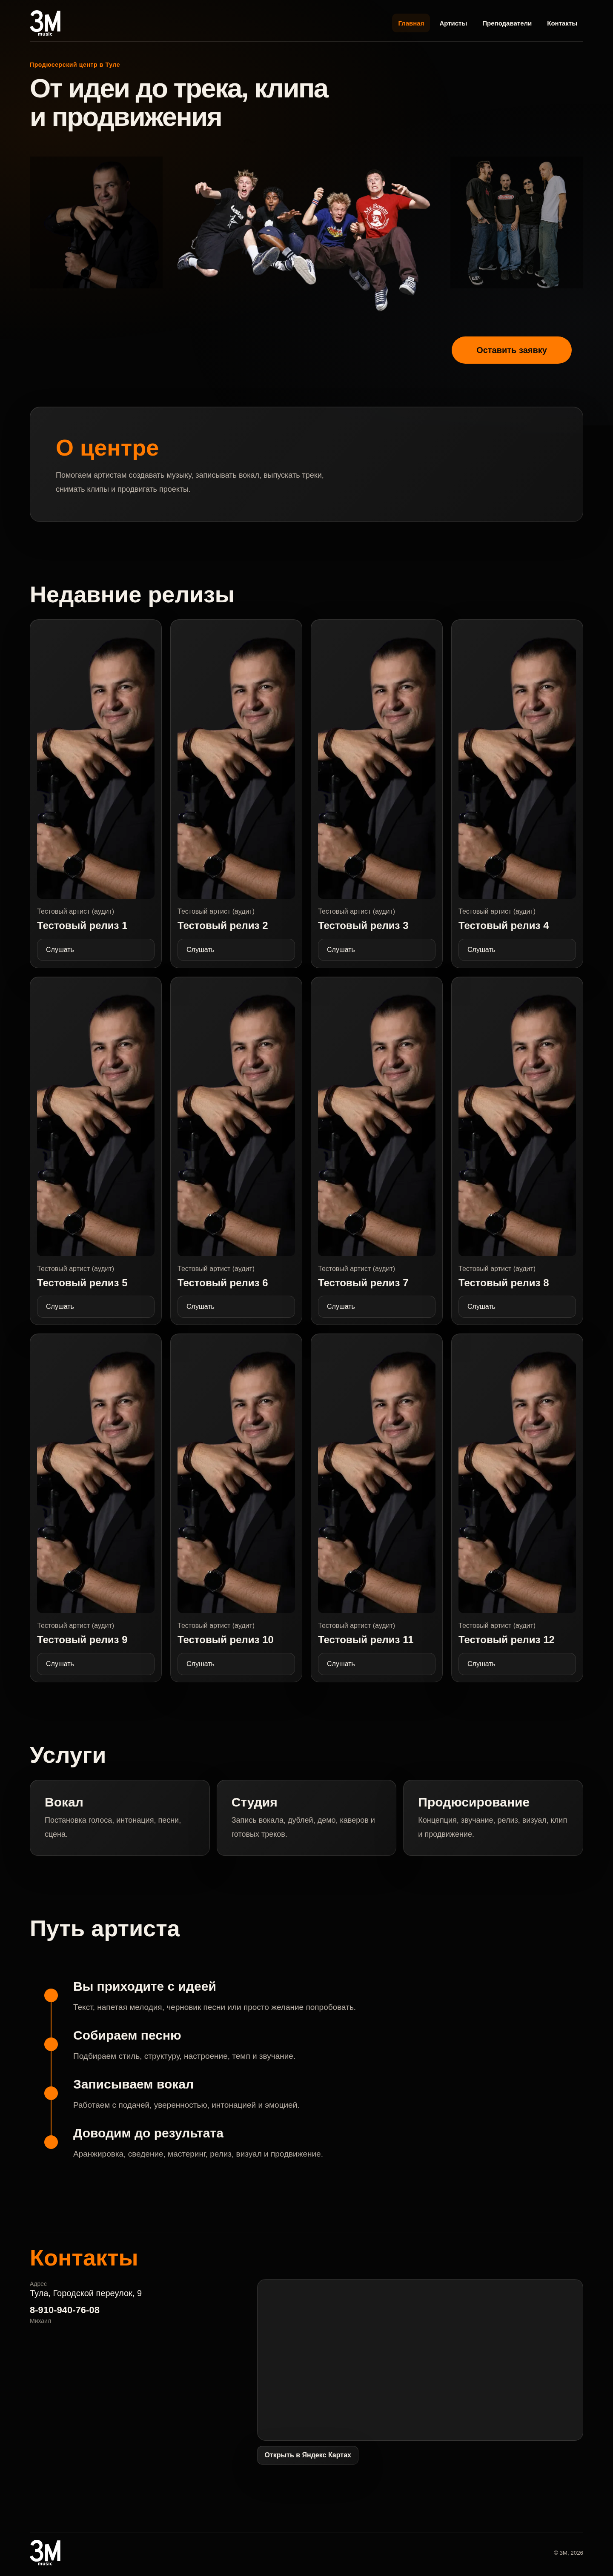 3M
music
Главная
Артисты
Преподаватели
Контакты
Продюсерский центр в Туле
От идеи до трека, клипа
и продвижения
Оставить заявку
О центре
Помогаем артистам создавать музыку, записывать вокал, выпускать треки,
снимать клипы и продвигать проекты.
Недавние релизы
Тестовый артист (аудит)
Тестовый релиз 1
Слушать
Тестовый артист (аудит)
Тестовый релиз 2
Слушать
Тестовый артист (аудит)
Тестовый релиз 3
Слушать
Тестовый артист (аудит)
Тестовый релиз 4
Слушать
Тестовый артист (аудит)
Тестовый релиз 5
Слушать
Тестовый артист (аудит)
Тестовый релиз 6
Слушать
Тестовый артист (аудит)
Тестовый релиз 7
Слушать
Тестовый артист (аудит)
Тестовый релиз 8
Слушать
Тестовый артист (аудит)
Тестовый релиз 9
Слушать
Тестовый артист (аудит)
Тестовый релиз 10
Слушать
Тестовый артист (аудит)
Тестовый релиз 11
Слушать
Тестовый артист (аудит)
Тестовый релиз 12
Слушать
Услуги
Вокал
Постановка голоса, интонация, песни,
сцена.
Студия
Запись вокала, дублей, демо, каверов и
готовых треков.
Продюсирование
Концепция, звучание, релиз, визуал, клип
и продвижение.
Путь артиста
Вы приходите с идеей
Текст, напетая мелодия, черновик песни или просто желание попробовать.
Собираем песню
Подбираем стиль, структуру, настроение, темп и звучание.
Записываем вокал
Работаем с подачей, уверенностью, интонацией и эмоцией.
Доводим до результата
Аранжировка, сведение, мастеринг, релиз, визуал и продвижение.
Контакты
Адрес
Тула, Городской переулок, 9
8-910-940-76-08
Михаил
Открыть в Яндекс Картах
3M
music
© 3М, 2026